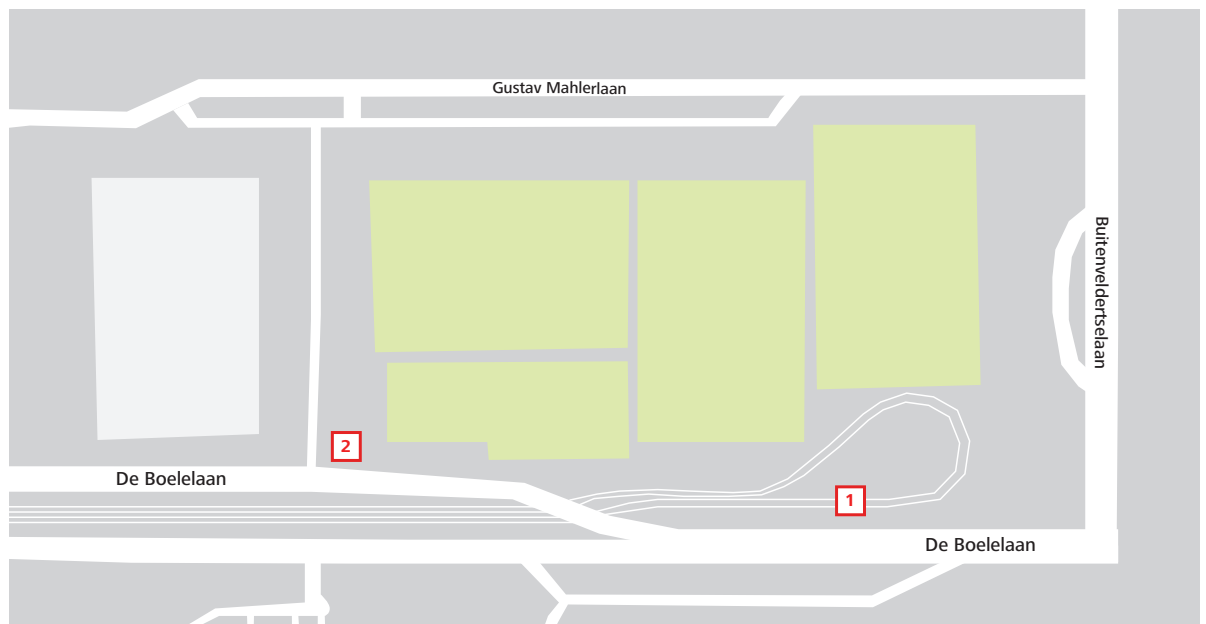 Gustav Mahlerlaan
Buitenveldertselaan
2
De Boelelaan
1
De Boelelaan